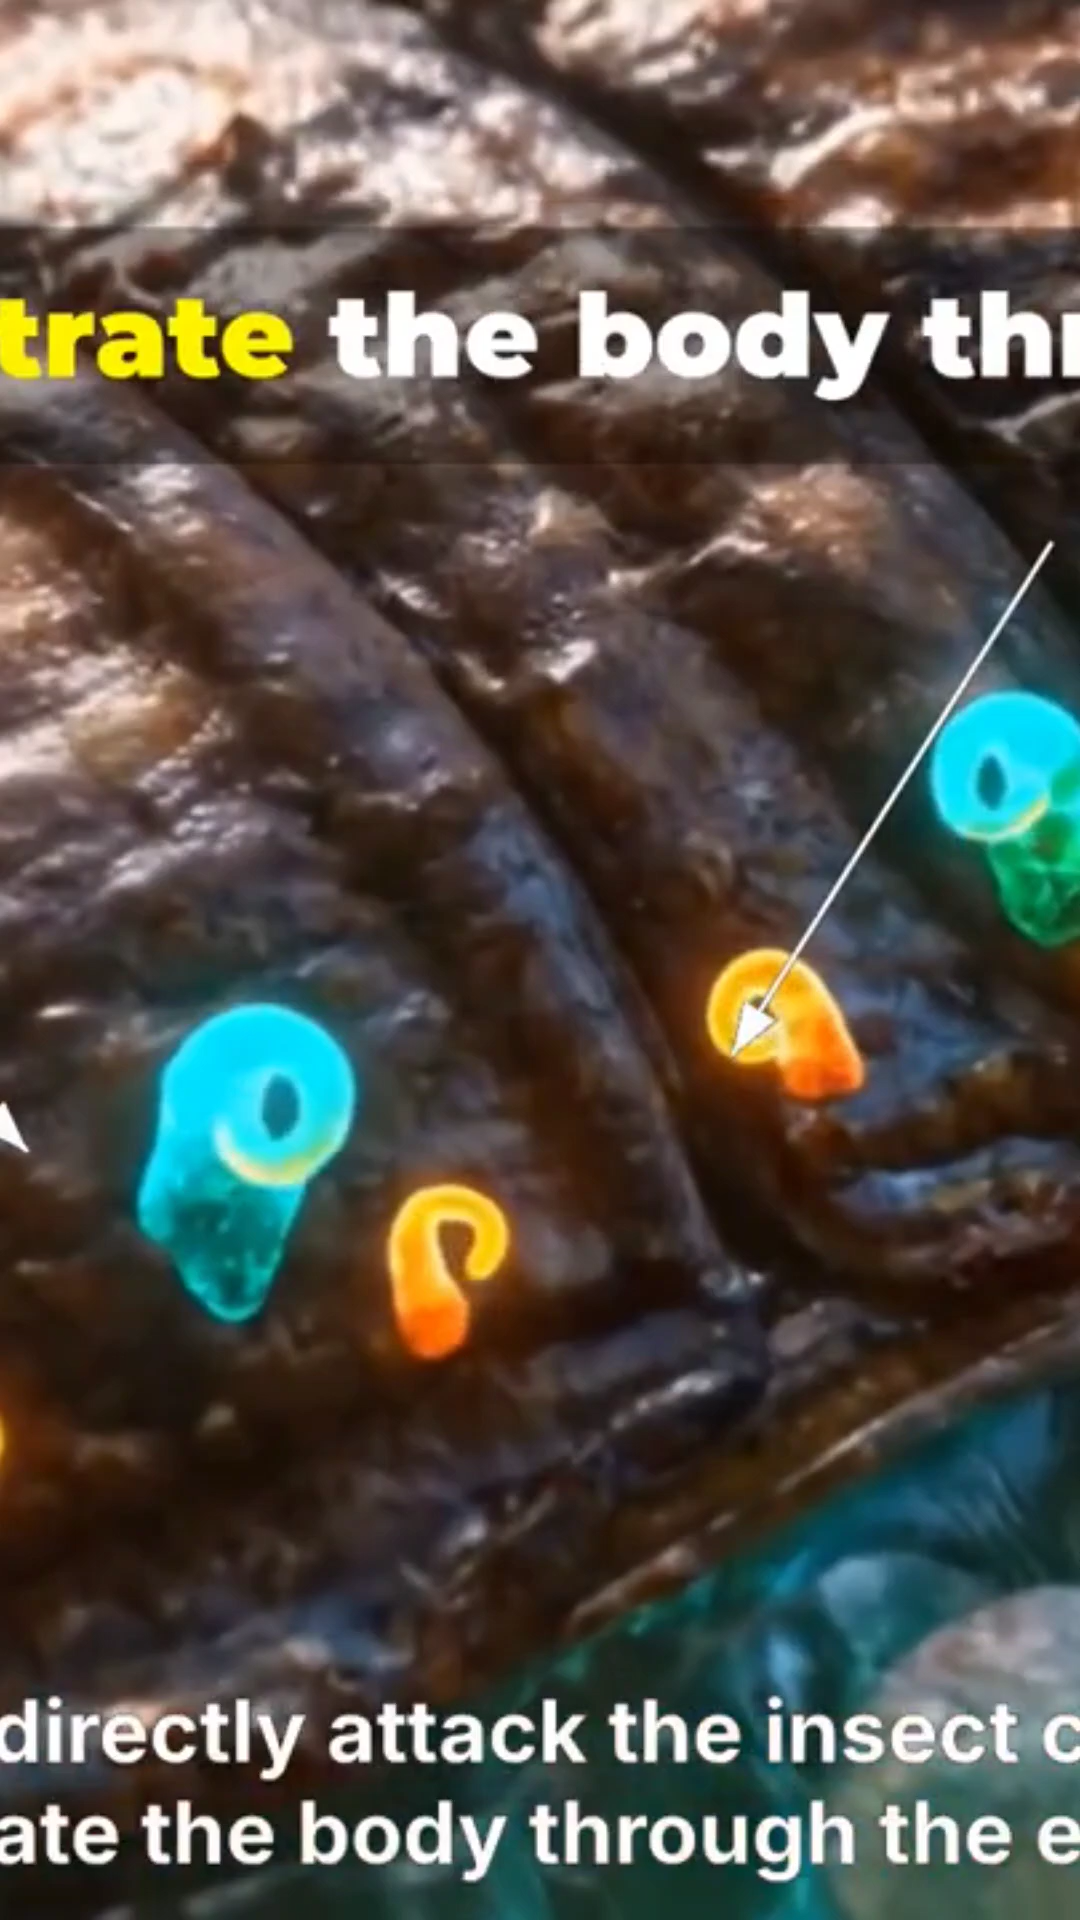 trate the body thr
directly attack the insect c
ate the body through the e